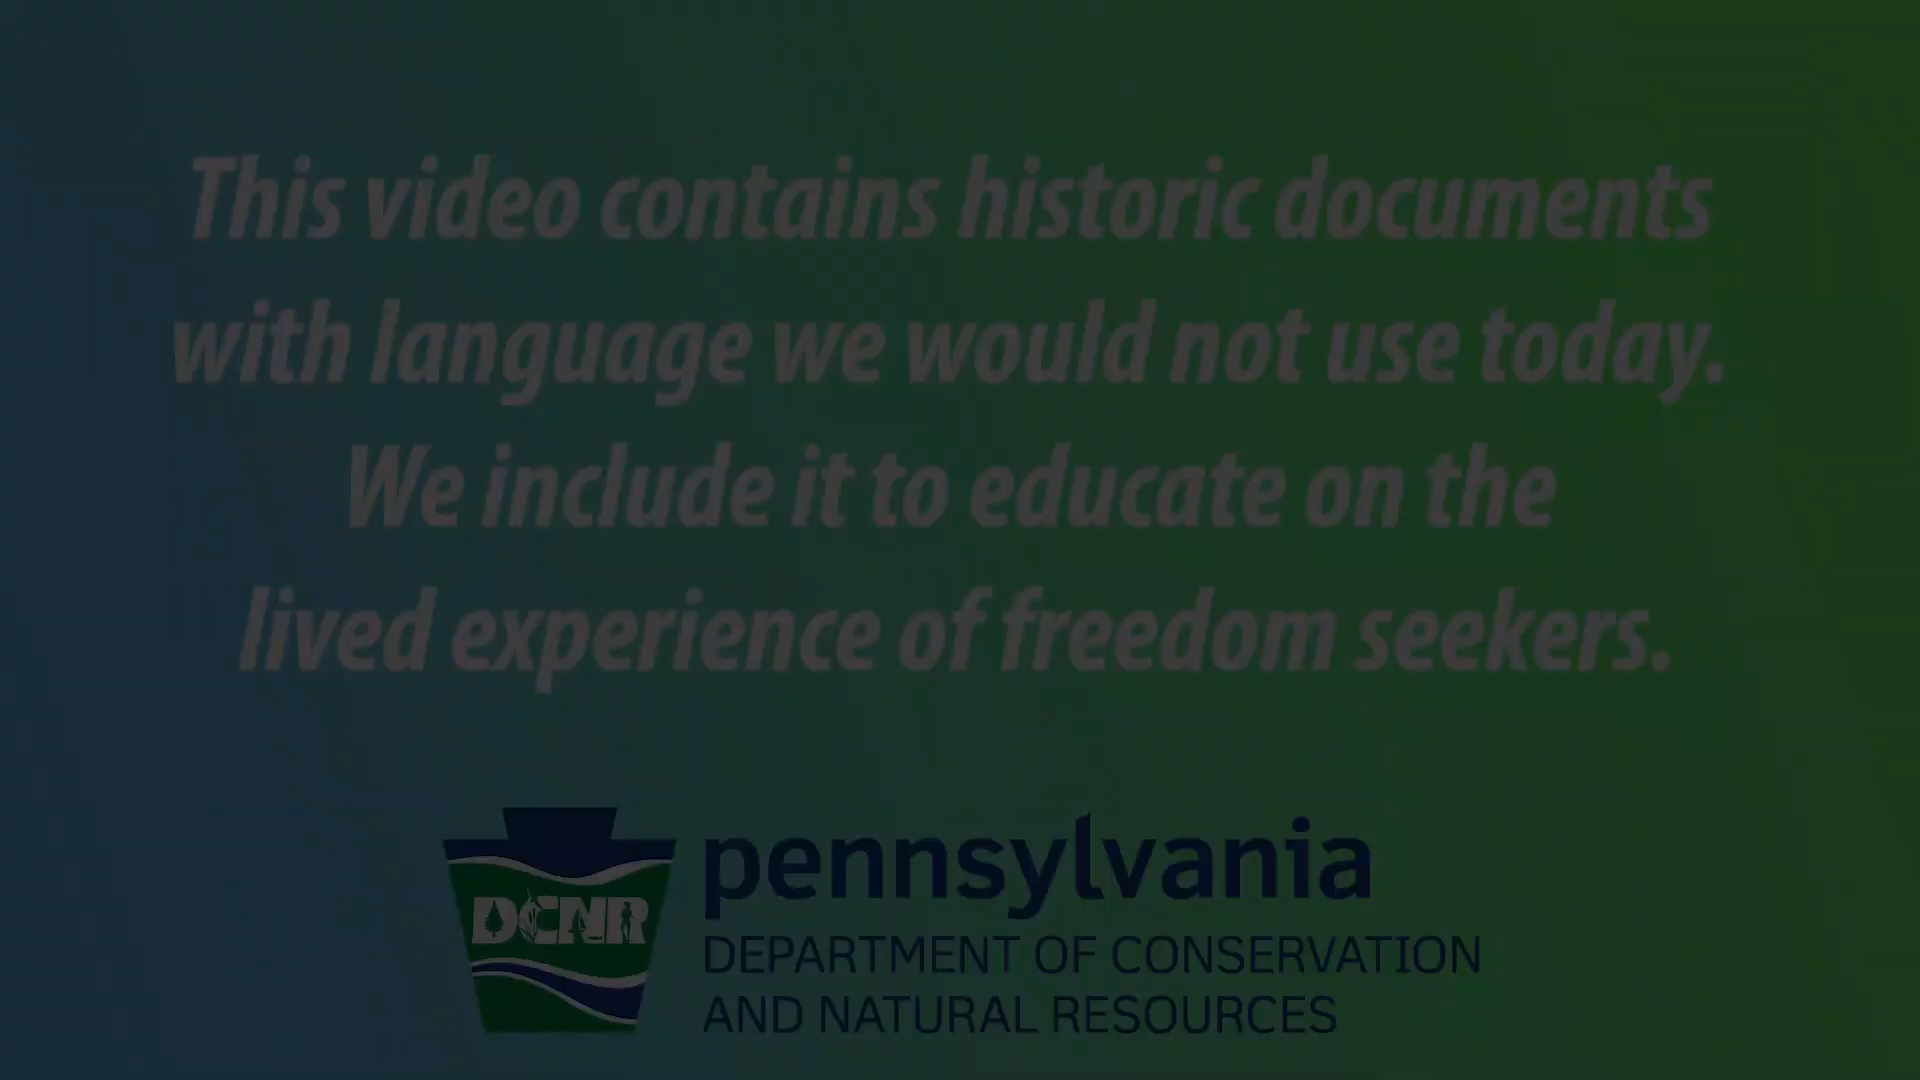 This video contains historic documents
with language we would not use today.
We include it to educate on the
lived experience of freedom seekers.
DCNR
pennsylvania
DEPARTMENT OF CONSERVATION
AND NATURAL RESOURCES